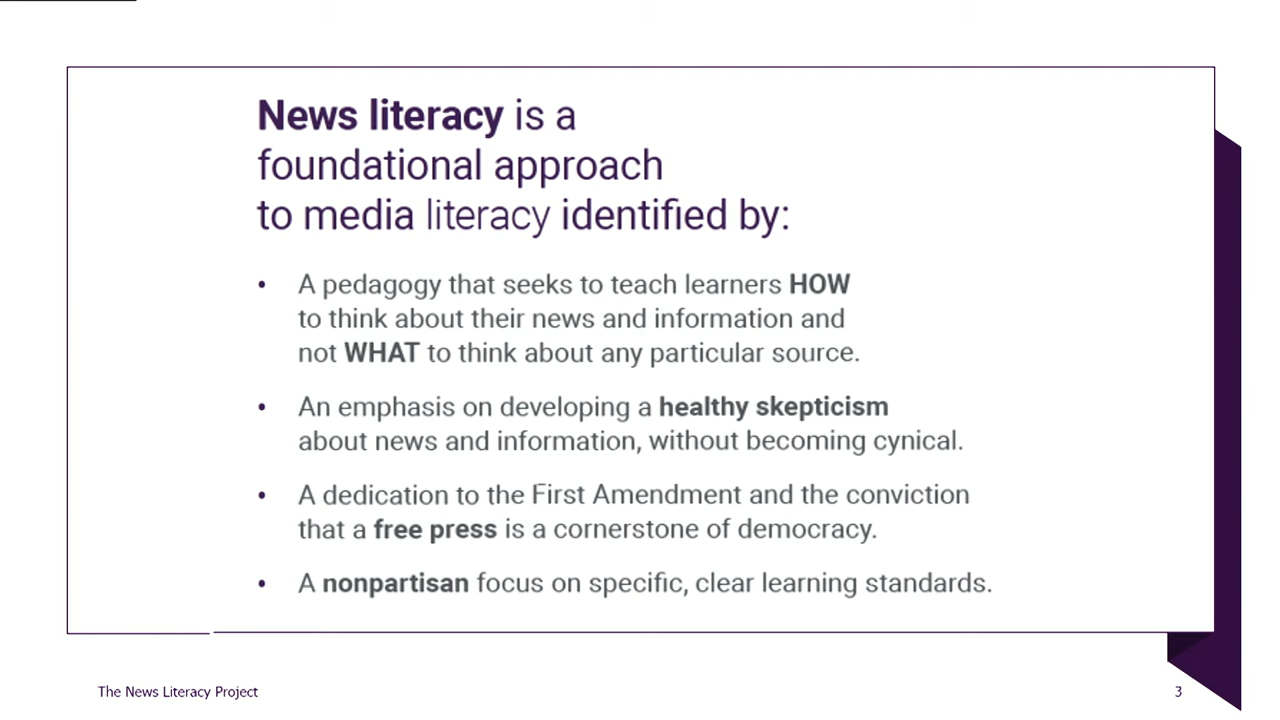 News literacy is a
foundational approach
to media literacy identified by:
• A pedagogy that seeks to teach learners HOW
to think about their news and information and
not WHAT to think about any particular source.
• An emphasis on developing a healthy skepticism
about news and information, without becoming cynical.
• A dedication to the First Amendment and the conviction
that a free press is a cornerstone of democracy.
• A nonpartisan focus on specific, clear learning standards.
The News Literacy Project
3